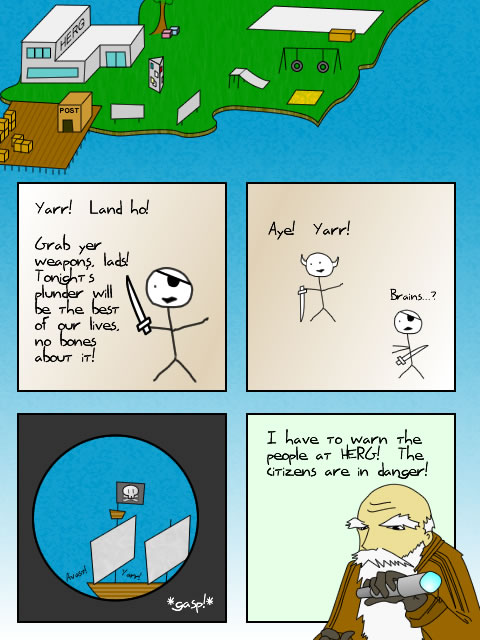 HERG
POST
Yarr! Land ho!
Grab yer
weapons, lads!
Tonight's
plunder will
be the best
of our lives,
no bones
about it!
Aye! Yarr!
Brains...?
Avast!
Yarr!
*gasp!*
I have to warn the
people at HERG! The
citizens are in danger!